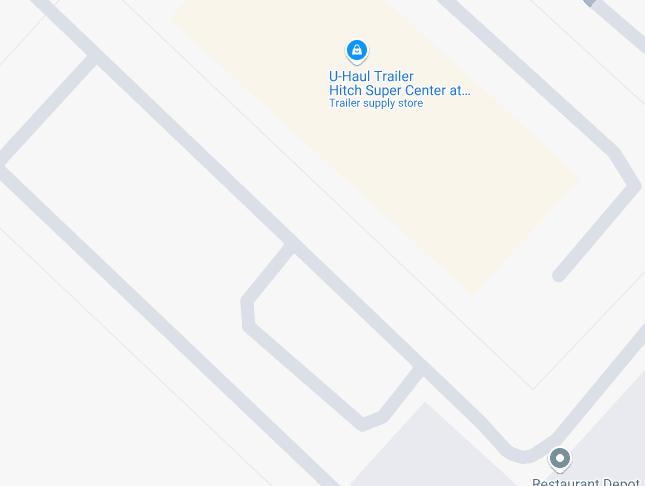 U-Haul Trailer
Hitch Super Center at...
Trailer supply store
Restaurant Depot